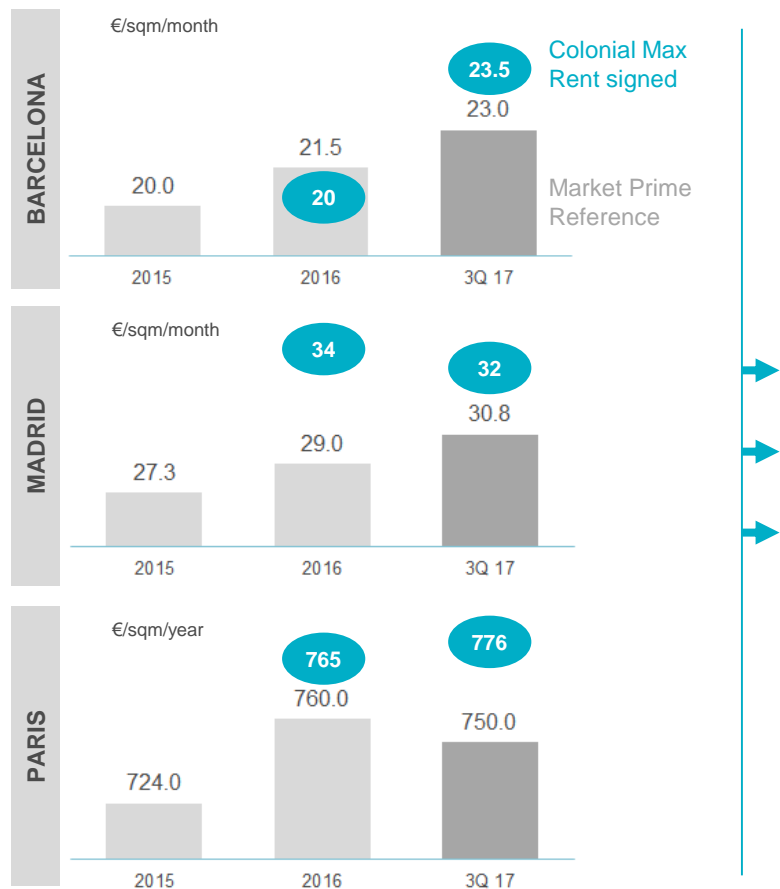 BARCELONA
€/sqm/month
Colonial Max
Rent signed
23.5
23.0
21.5
20.0
20
Market Prime
Reference
2015
2016
3Q 17
MADRID
€/sqm/month
34
32
30.8
29.0
27.3
2015
2016
3Q 17
PARIS
€/sqm/year
776
765
760.0
750.0
724.0
2015
2016
3Q 17